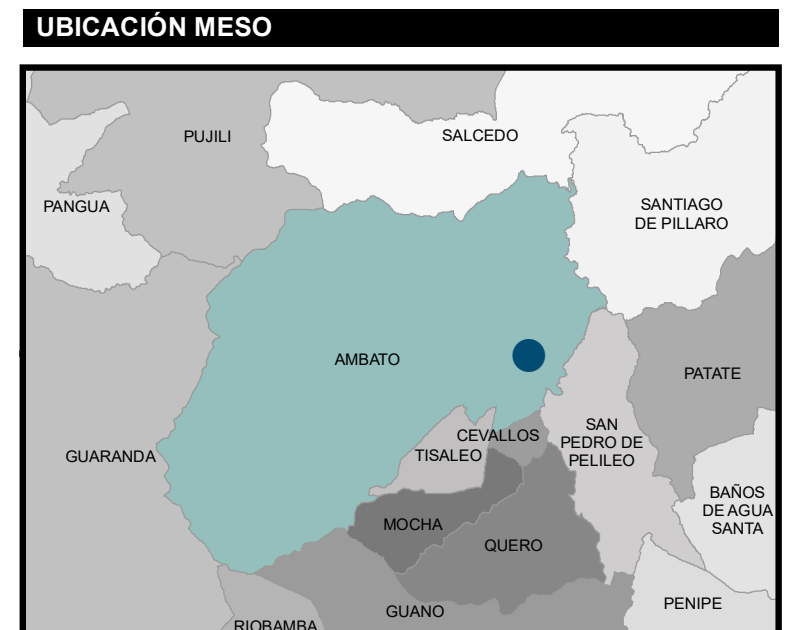 UBICACIÓN MESO
PUJILI
SALCEDO
PANGUA
SANTIAGO
DE PILLARO
AMBATO
PATATE
GUARANDA
CEVALLOS
TISALEO
SAN
PEDRO DE
PELILEO
BAÑOS
DE AGUA
SANTA
MOCHA
QUERO
PENIPE
GUANO
RIOBAMBA